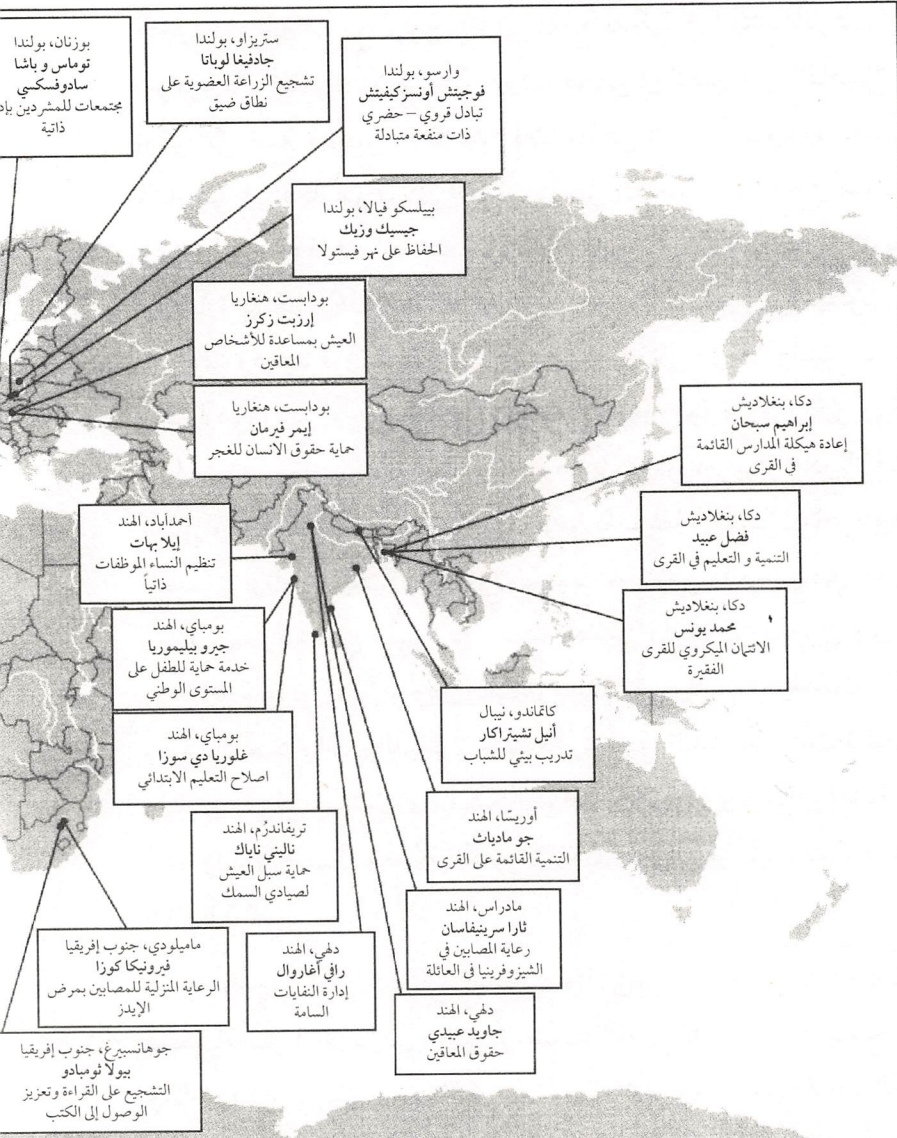 بوزنان، بولندا
توماس و باشا
سادوفسكسي
مجتمعات للمشردين
ذاتية
ستريزاو، بولندا
جادفيغا لوباتا
تشجيع الزراعة العضوية على
نطاق ضيق
وارسو، بولندا
فوجيتش أونسزكيفيتش
تبادل قروي – حضري
ذات منفعة متبادلة
بييلسكو فيالا، بولندا
جيسيك وزيك
الحفاظ على نهر فيستولا
بودابست، هنغاريا
إرزبت زكرز
العيش بمساعدة للأشخاص
المعاقين
بودابست، هنغاريا
إيمر فيرمان
حماية حقوق الانسان للغجر
دكا، بنغلاديش
إبراهيم سبحان
إعادة هيكلة المدارس القائمة
في القرى
أحمدأباد، الهند
إيلا بهات
تنظيم النساء الموظفات
ذاتياً
دكا، بنغلاديش
فضل عبيد
التنمية و التعليم في القرى
دكا، بنغلاديش
محمد يونس
الائتمان الميكروي للقرى
الفقيرة
بومباي، الهند
جيرو بيليموريا
خدمة حماية للطفل على
المستوى الوطني
كاتماندو، نيبال
أنيل تشيتراكار
تدريب بيئي للشباب
بومباي، الهند
غلوريا دي سوزا
اصلاح التعليم الابتدائي
أوريسّا، الهند
جو مادياث
التنمية القائمة على القرى
تريفاندرُم، الهند
ناليني ناياك
حماية سبل العيش
لصيادي السمك
مادراس، الهند
ثارا سرينيفاسان
رعاية المصابين في
الشيزوفرينيا في العائلة
ماميلودي، جنوب إفريقيا
فيرونيكا كوزا
الرعاية المنزلية للمصابين بمرض
الإيدز
دلهي، الهند
رافي أغاروال
إدارة النفايات
السامة
دلهي، الهند
جاويد عبيدي
حقوق المعاقين
جوهانسبيرغ، جنوب إفريقيا
بيولا ثومبادو
التشجيع على القراءة وتعزيز
الوصول إلى الكتب